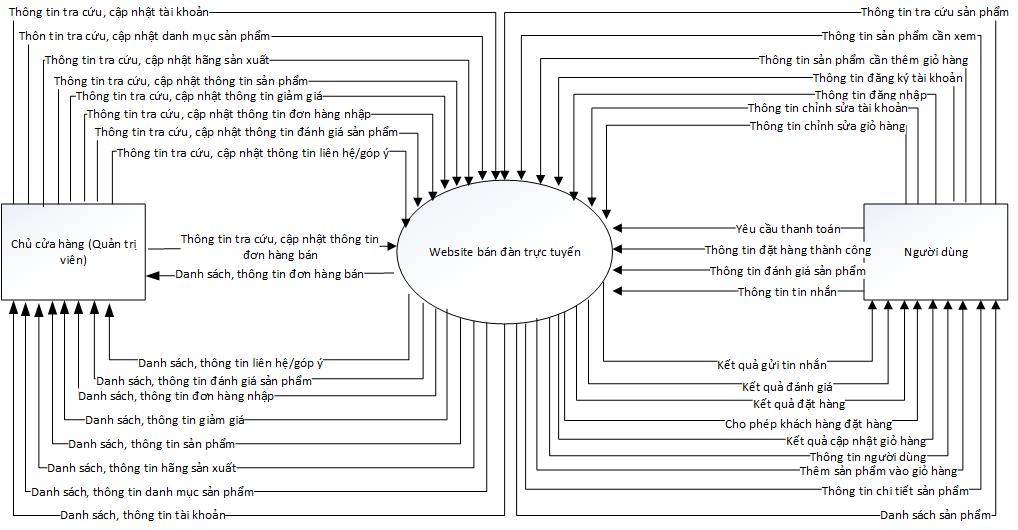 Thông tin tra cứu, cập nhật tài khoản
Thôn tin tra cứu, cập nhật danh mục sản phẩm
Thông tin tra cứu, cập nhật hãng sản xuất
Thông tin tra cứu, cập nhật thông tin sản phẩm
Thông tin tra cứu, cập nhật thông tin giảm giá
Thông tin tra cứu, cập nhật thông tin đơn hàng nhập
Thông tin tra cứu, cập nhật thông tin đánh giá sản phẩm
Thông tin tra cứu, cập nhật thông tin liên hệ/góp ý
Thông tin tra cứu sản phẩm
Thông tin sản phẩm cần xem
Thông tin sản phẩm cần thêm giỏ hàng
Thông tin đăng ký tài khoản
Thông tin đăng nhập
Thông tin chỉnh sửa tài khoản
Thông tin chỉnh sửa giỏ hàng
Chủ cửa hàng (Quản trị
viên)
Thông tin tra cứu, cập nhật thông tin
đơn hàng bán
Danh sách, thông tin đơn hàng bán
Website bán đàn trực tuyến
Yêu cầu thanh toán
Thông tin đặt hàng thành công
Thông tin đánh giá sản phẩm
Thông tin tin nhắn
Người dùng
Danh sách, thông tin liên hệ/góp ý
Danh sách, thông tin đánh giá sản phẩm
Danh sách, thông tin đơn hàng nhập
Danh sách, thông tin giảm giá
Danh sách, thông tin sản phẩm
Danh sách, thông tin hãng sản xuất
Danh sách, thông tin danh mục sản phẩm
Danh sách, thông tin tài khoản
Kết quả gửi tin nhắn
Kết quả đánh giá
Kết quả đặt hàng
Cho phép khách hàng đặt hàng
Kết quả cập nhật giỏ hàng
Thông tin người dùng
Thêm sản phẩm vào giỏ hàng
Thông tin chi tiết sản phẩm
Danh sách sản phẩm